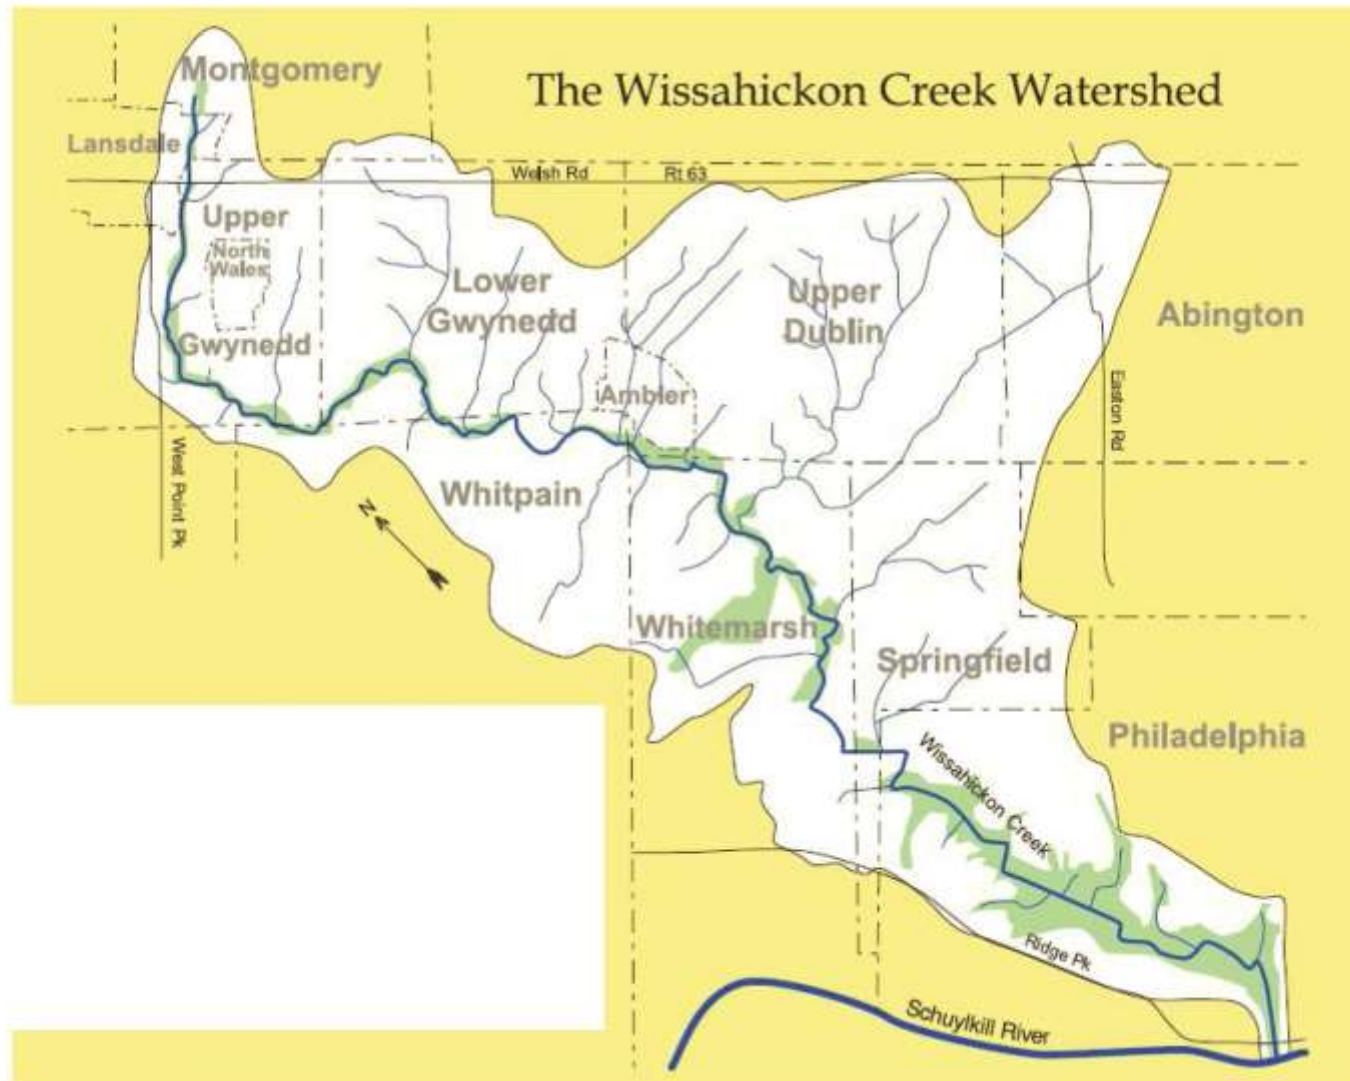 The Wissahickon Creek Watershed
Montgomery
Lansdale
Welsh Rd
Rt 63
Upper
North
Wales
Gwynedd
Lower
Gwynedd
Upper
Dublin
Abington
Ambler
Easton Rd
West Point Pk
Whitpain
N
Whitemarsh
Springfield
Philadelphia
Wissahickon Creek
Ridge Pk
Schuylkill River